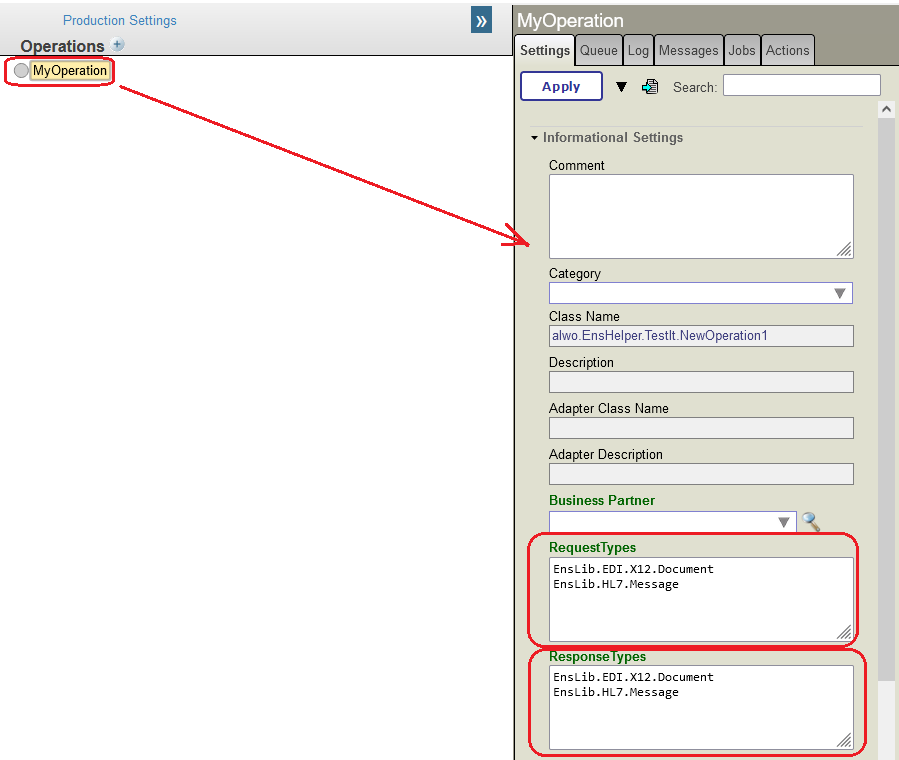 Production Settings
»
Operations
MyOperation
MyOperation
Settings Queue Log Messages Jobs Actions
Apply Search:
Informational Settings
Comment
Category
Class Name
alwo.EnsHelper.TestIt.NewOperation1
Description
Adapter Class Name
Adapter Description
Business Partner
RequestTypes
EnsLib.EDI.X12.Document
EnsLib.HL7.Message
ResponseTypes
EnsLib.EDI.X12.Document
EnsLib.HL7.Message